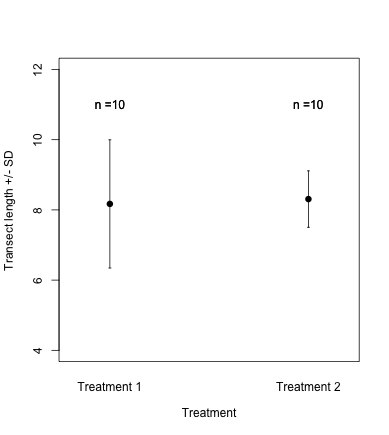 12
n =10 n =10
10
8
6
4
Transect length +/- SD
Treatment 1 Treatment 2
Treatment